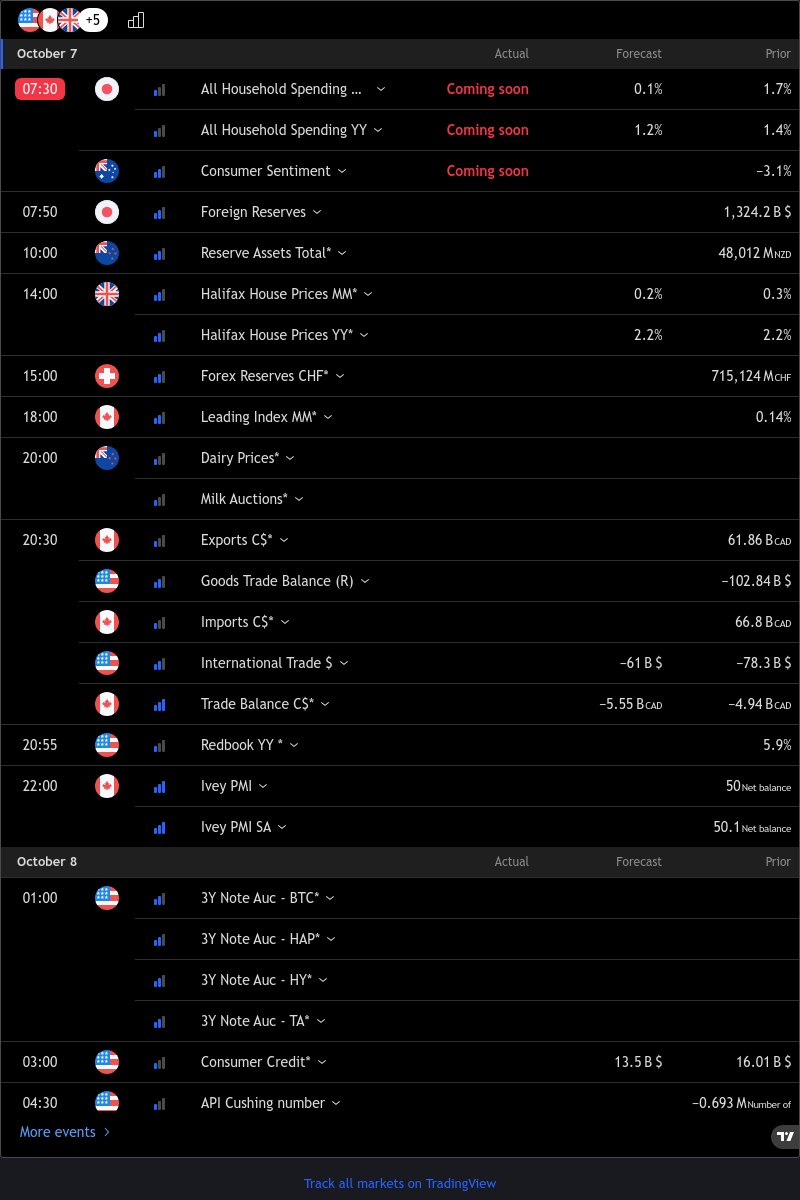 +5
October 7 Actual Forecast Prior
07:30 All Household Spending ... Coming soon 0.1% 1.7%
All Household Spending YY Coming soon 1.2% 1.4%
Consumer Sentiment Coming soon −3.1%
07:50 Foreign Reserves 1,324.2 B $
10:00 Reserve Assets Total* 48,012 M NZD
14:00 Halifax House Prices MM* 0.2% 0.3%
Halifax House Prices YY* 2.2% 2.2%
15:00 Forex Reserves CHF* 715,124 M CHF
18:00 Leading Index MM* 0.14%
20:00 Dairy Prices*
Milk Auctions*
20:30 Exports C$* 61.86 B CAD
Goods Trade Balance (R) −102.84 B $
Imports C$* 66.8 B CAD
International Trade $ −61 B $ −78.3 B $
Trade Balance C$* −5.55 B CAD −4.94 B CAD
20:55 Redbook YY * 5.9%
22:00 Ivey PMI 50 Net balance
Ivey PMI SA 50.1 Net balance
October 8 Actual Forecast Prior
01:00 3Y Note Auc - BTC*
3Y Note Auc - HAP*
3Y Note Auc - HY*
3Y Note Auc - TA*
03:00 Consumer Credit* 13.5 B $ 16.01 B $
04:30 API Cushing number −0.693 M Number of
More events
Track all markets on TradingView